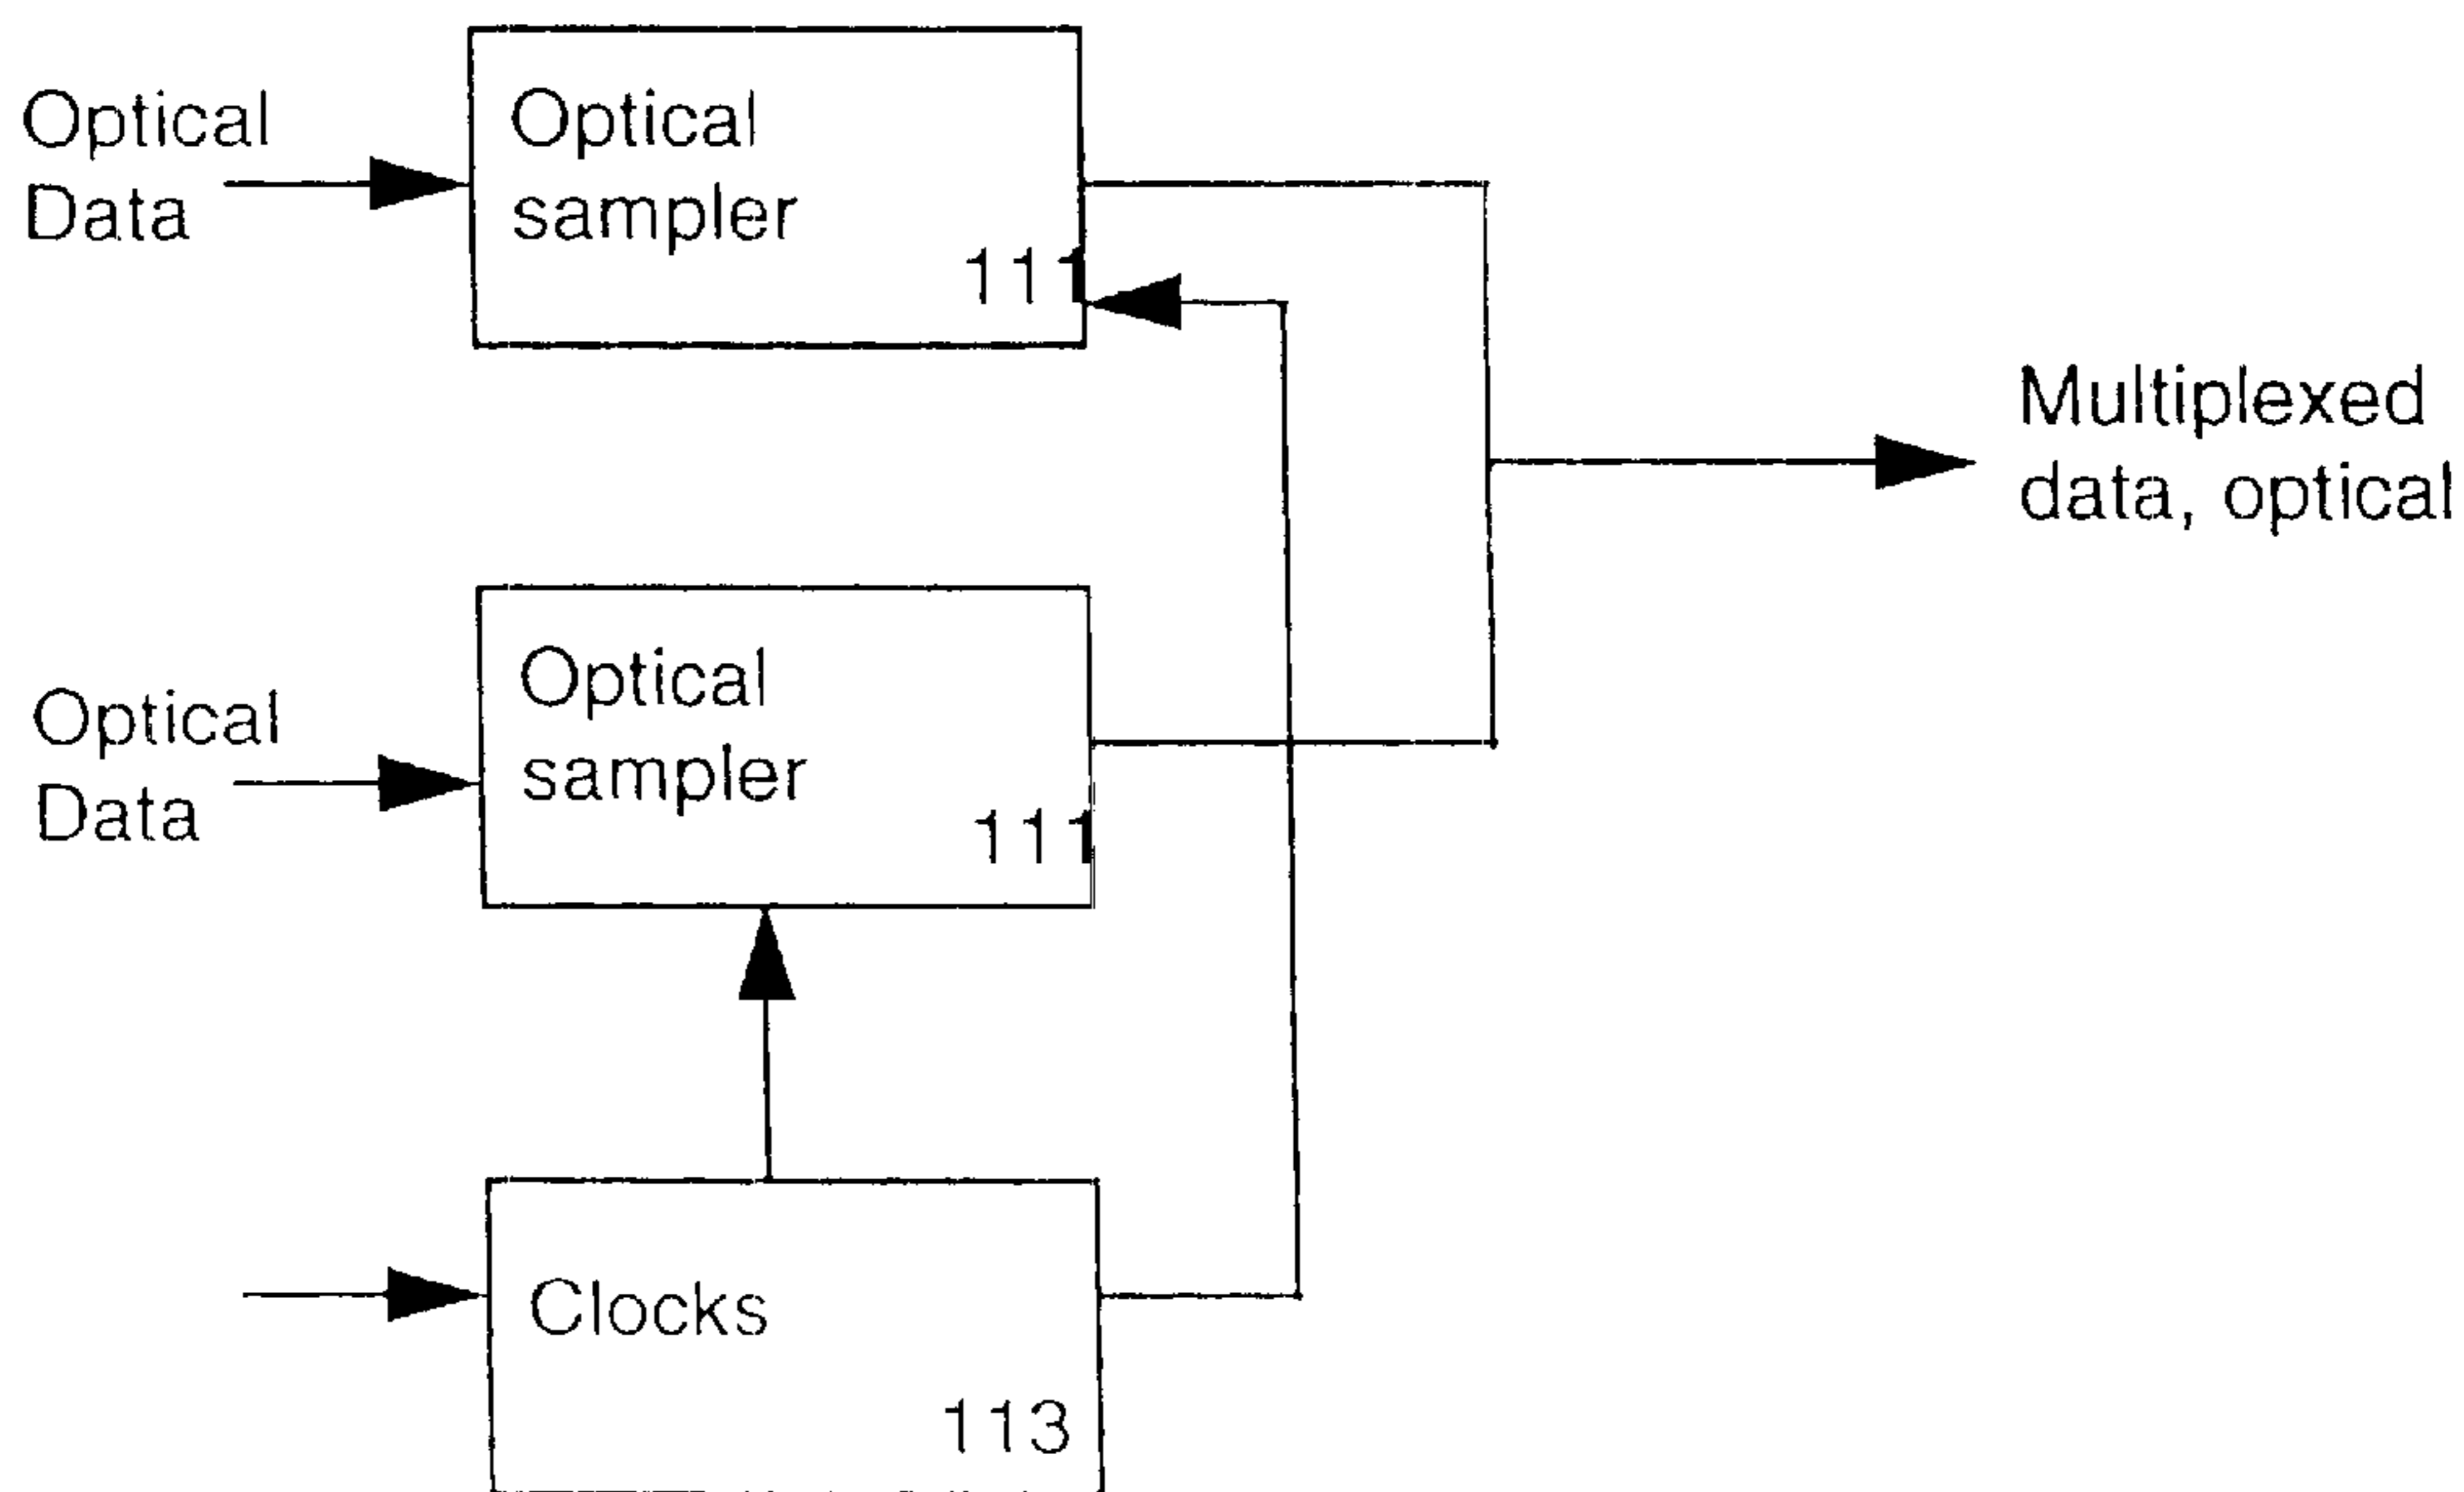 Optical
Data
Optical
sampler
111
Multiplexed
data, optical
Optical
Data
Optical
sampler
111
Clocks
113